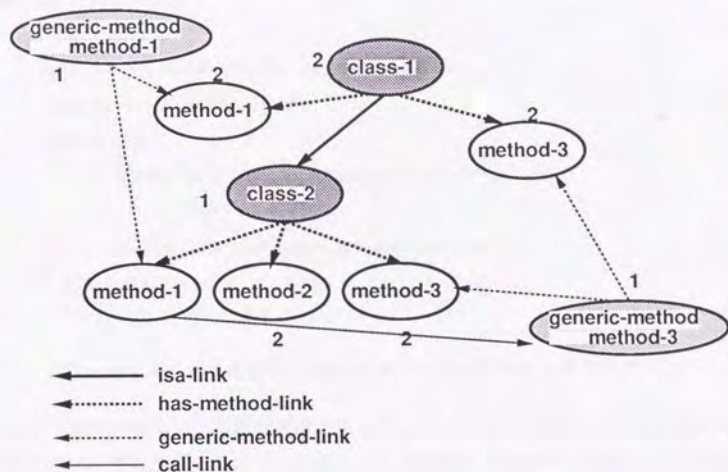 generic-method
method-1
1
2
class-1
2
method-1
2
method-3
class-2
1
method-1
method-2
method-3
1
generic-method
method-3
2
2
isa-link
has-method-link
generic-method-link
call-link